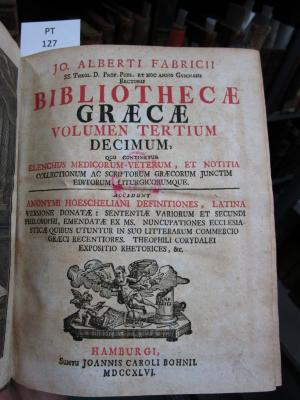 PT
127
JO. ALBERTI FABRICII
SS. THEOL. D. PROF. PUBL. ET HOC ANNO GYMNASII
RECTORIS
BIBLIOTHECÆ
GRÆCÆ
VOLUMEN TERTIUM
DECIMUM,
QUO CONTINETUR
ELENCHUS MEDICORUM VETERUM, ET NOTITIA
COLLECTIONUM AC SCRIPTORUM GRÆCORUM JUNCTIM
EDITORUM, LITURGICORUMQUE.
ACCEDUNT
ANONYMI HOESCHELIANI DEFINITIONES, LATINA
VERSIONE DONATÆ: SENTENTIÆ VARIORUM ET SECUNDI
PHILOSOPHI, EMENDATÆ EX MS. NUNCUPATIONES ECCLESIA-
STICÆ QUIBUS UTUNTUR IN SUO LITTERARUM COMMERCIO
GRÆCI RECENTIORES. THEOPHILI CORYDALEI
EXPOSITIO RHETORICES, &c.
HAMBURGI,
Sumtu JOANNIS CAROLI BOHNII.
MDCCXLVI.